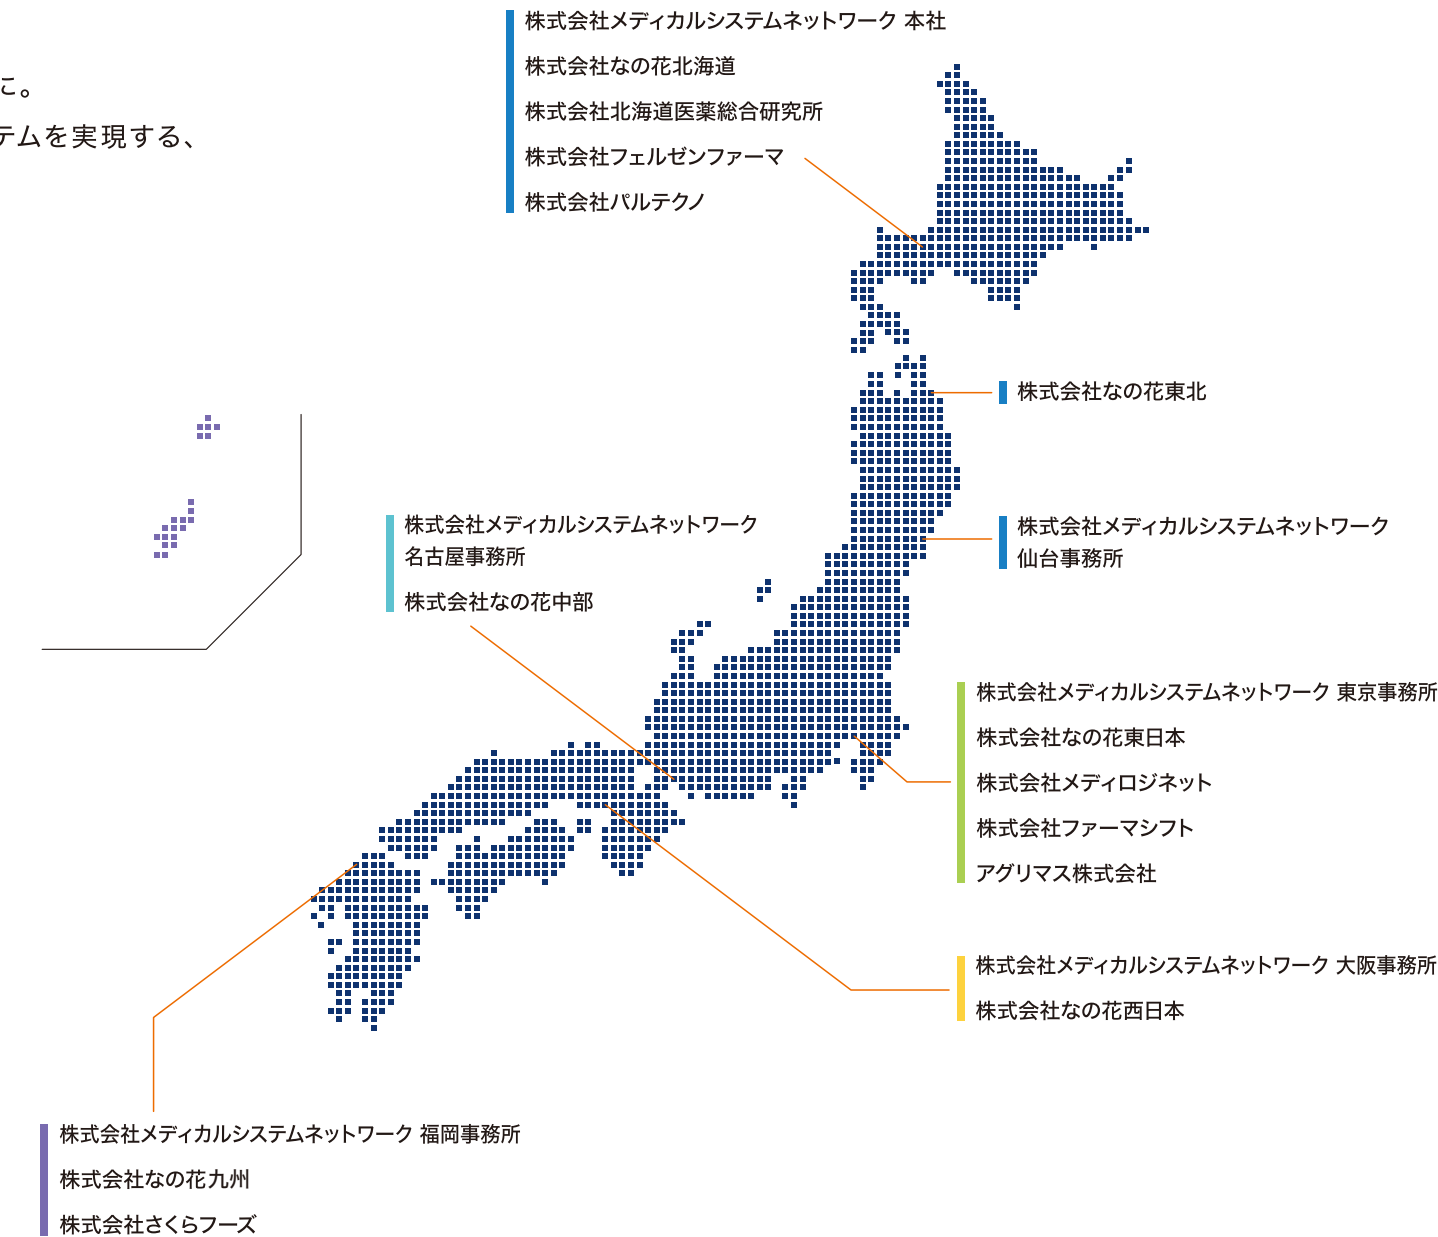 に。
テムを実現する、
株式会社メディカルシステムネットワーク 本社
株式会社なの花北海道
株式会社北海道医薬総合研究所
株式会社フェルゼンファーマ
株式会社パルテクノ
株式会社なの花東北
株式会社メディカルシステムネットワーク
仙台事務所
株式会社メディカルシステムネットワーク
名古屋事務所
株式会社なの花中部
株式会社メディカルシステムネットワーク 東京事務所
株式会社なの花東日本
株式会社メディロジネット
株式会社ファーマシフト
アグリマス株式会社
株式会社メディカルシステムネットワーク 大阪事務所
株式会社なの花西日本
株式会社メディカルシステムネットワーク 福岡事務所
株式会社なの花九州
株式会社さくらフーズ